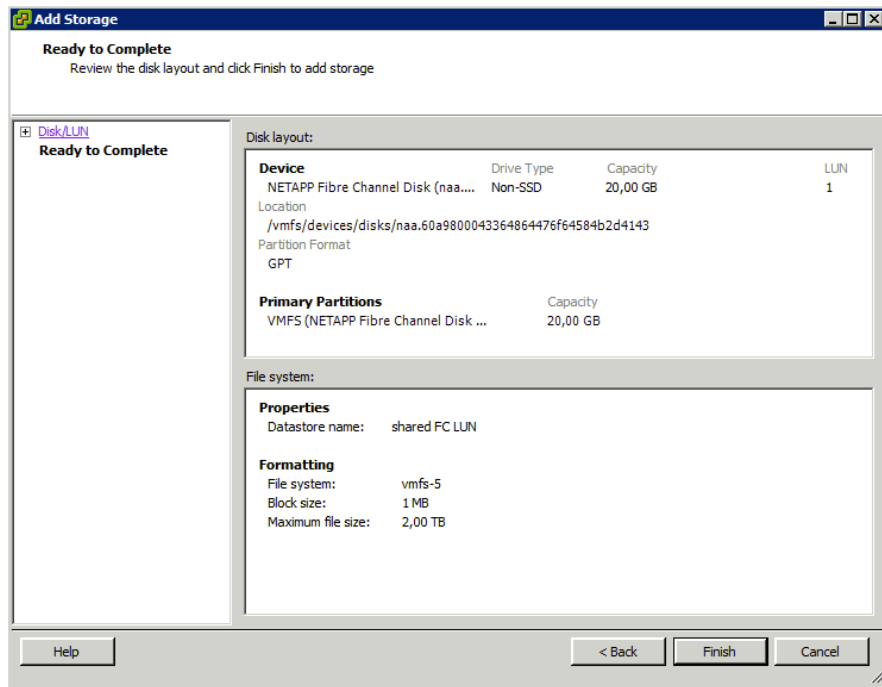 Add Storage
Ready to Complete
Review the disk layout and click Finish to add storage
Disk/LUN
Ready to Complete
Disk layout:
Device Drive Type Capacity LUN
NETAPP Fibre Channel Disk (naa.... Non-SSD 20,00 GB 1
Location
/vmfs/devices/disks/naa.60a9800043364864476f64584b2d4143
Partition Format
GPT
Primary Partitions Capacity
VMFS (NETAPP Fibre Channel Disk ... 20,00 GB
File system:
Properties
Datastore name: shared FC LUN
Formatting
File system: vmfs-5
Block size: 1 MB
Maximum file size: 2,00 TB
Help < Back Finish Cancel